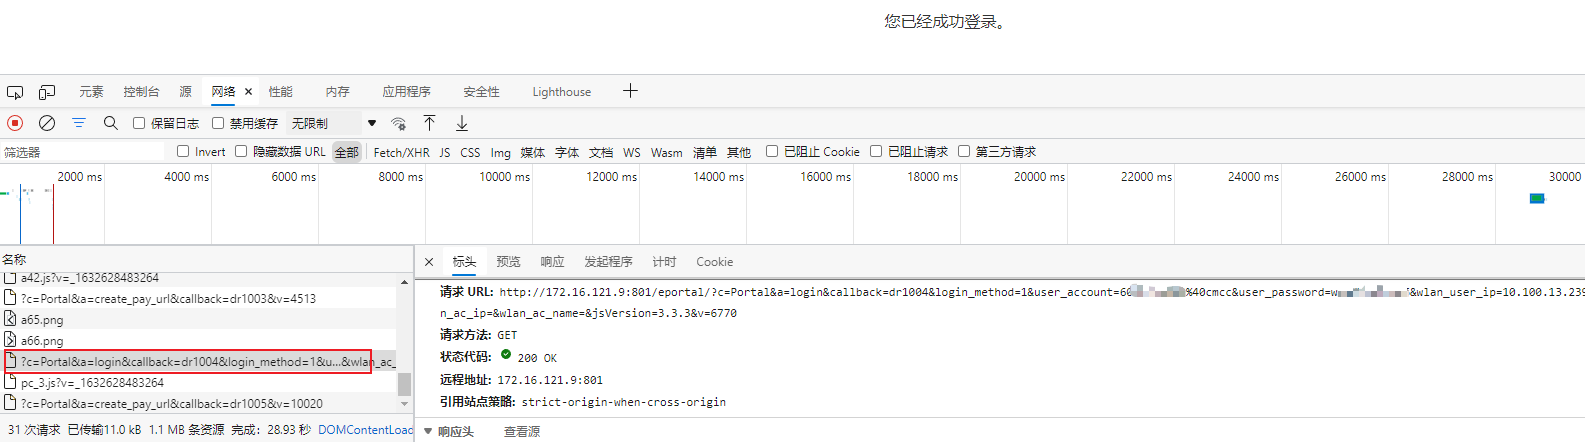 您已经成功登录。
元素 控制台 源 网络 × 性能 内存 应用程序 安全性 Lighthouse
保留日志 禁用缓存 无限制
筛选器 Invert 隐藏数据 URL 全部 Fetch/XHR JS CSS Img 媒体 字体 文档 WS Wasm 清单 其他 已阻止 Cookie 已阻止请求 第三方请求
2000 ms 4000 ms 6000 ms 8000 ms 10000 ms 12000 ms 14000 ms 16000 ms 18000 ms 20000 ms 22000 ms 24000 ms 26000 ms 28000 ms 30000
名称
a42.js?v=_1632628483264
?c=Portal&a=create_pay_url&callback=dr1003&v=4513
a65.png
a66.png
?c=Portal&a=login&callback=dr1004&login_method=1&u...&wlan_ac_
pc_3.js?v=_1632628483264
?c=Portal&a=create_pay_url&callback=dr1005&v=10020
31 次请求 已传输11.0 kB 1.1 MB 条资源 完成: 28.93 秒 DOMContentLoad
× 标头 预览 响应 发起程序 计时 Cookie
请求 URL: http://172.16.121.9:801/eportal/?c=Portal&a=login&callback=dr1004&login_method=1&user_account=60 %40cmcc&user_password=w &wlan_user_ip=10.100.13.239
n_ac_ip=&wlan_ac_name=&jsVersion=3.3.3&v=6770
请求方法: GET
状态代码: 200 OK
远程地址: 172.16.121.9:801
引用站点策略: strict-origin-when-cross-origin
响应头 查看源